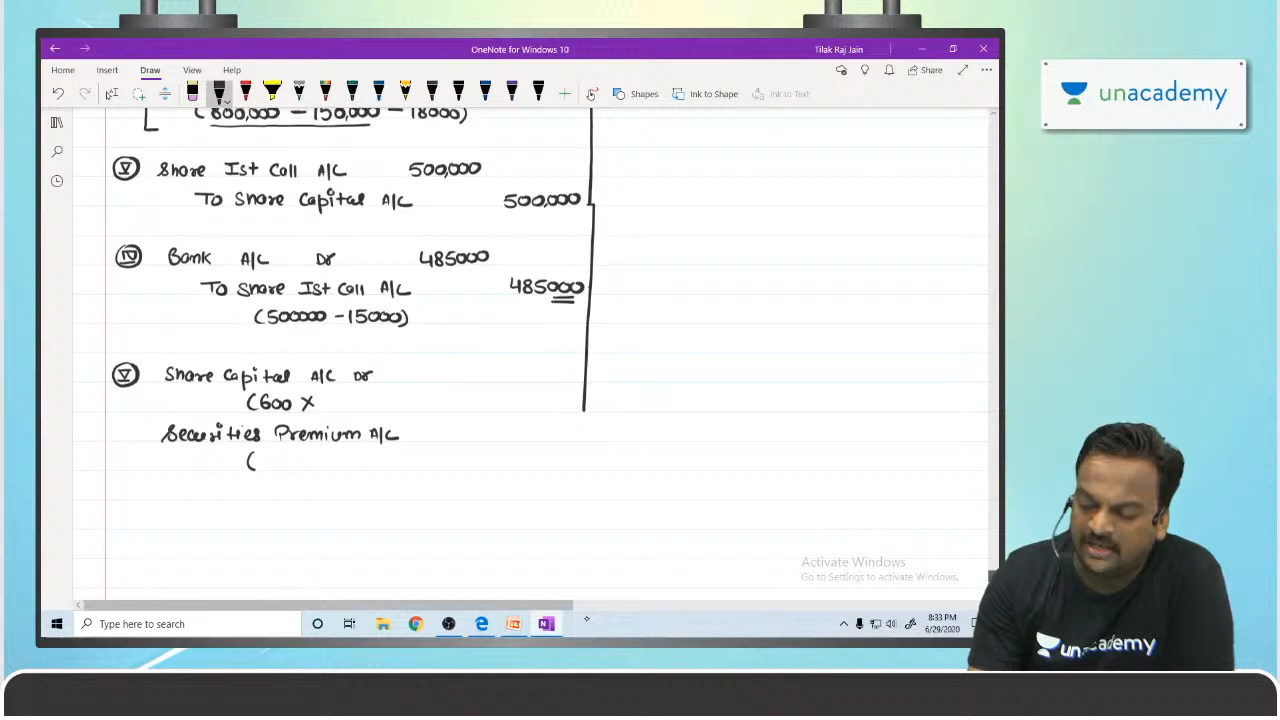 OneNote for Windows 10
Tilak Raj Jain
Home Insert Draw View Help
Share
Shapes
Ink to Shape
Ink to Text
unacademy
(800,000 - 150,000 - 18000)
V Share Ist Call A/C 500,000
To Share Capital A/C 500,000
IV Bank A/C Dr 485000
To Share Ist Call A/C 485000
(500000 - 15000)
V Share Capital A/C Dr
(600 ×
Securities Premium A/C
(
Activate Windows
Go to Settings to activate Windows.
Type here to search
8:33 PM
6/29/2020
unacademy